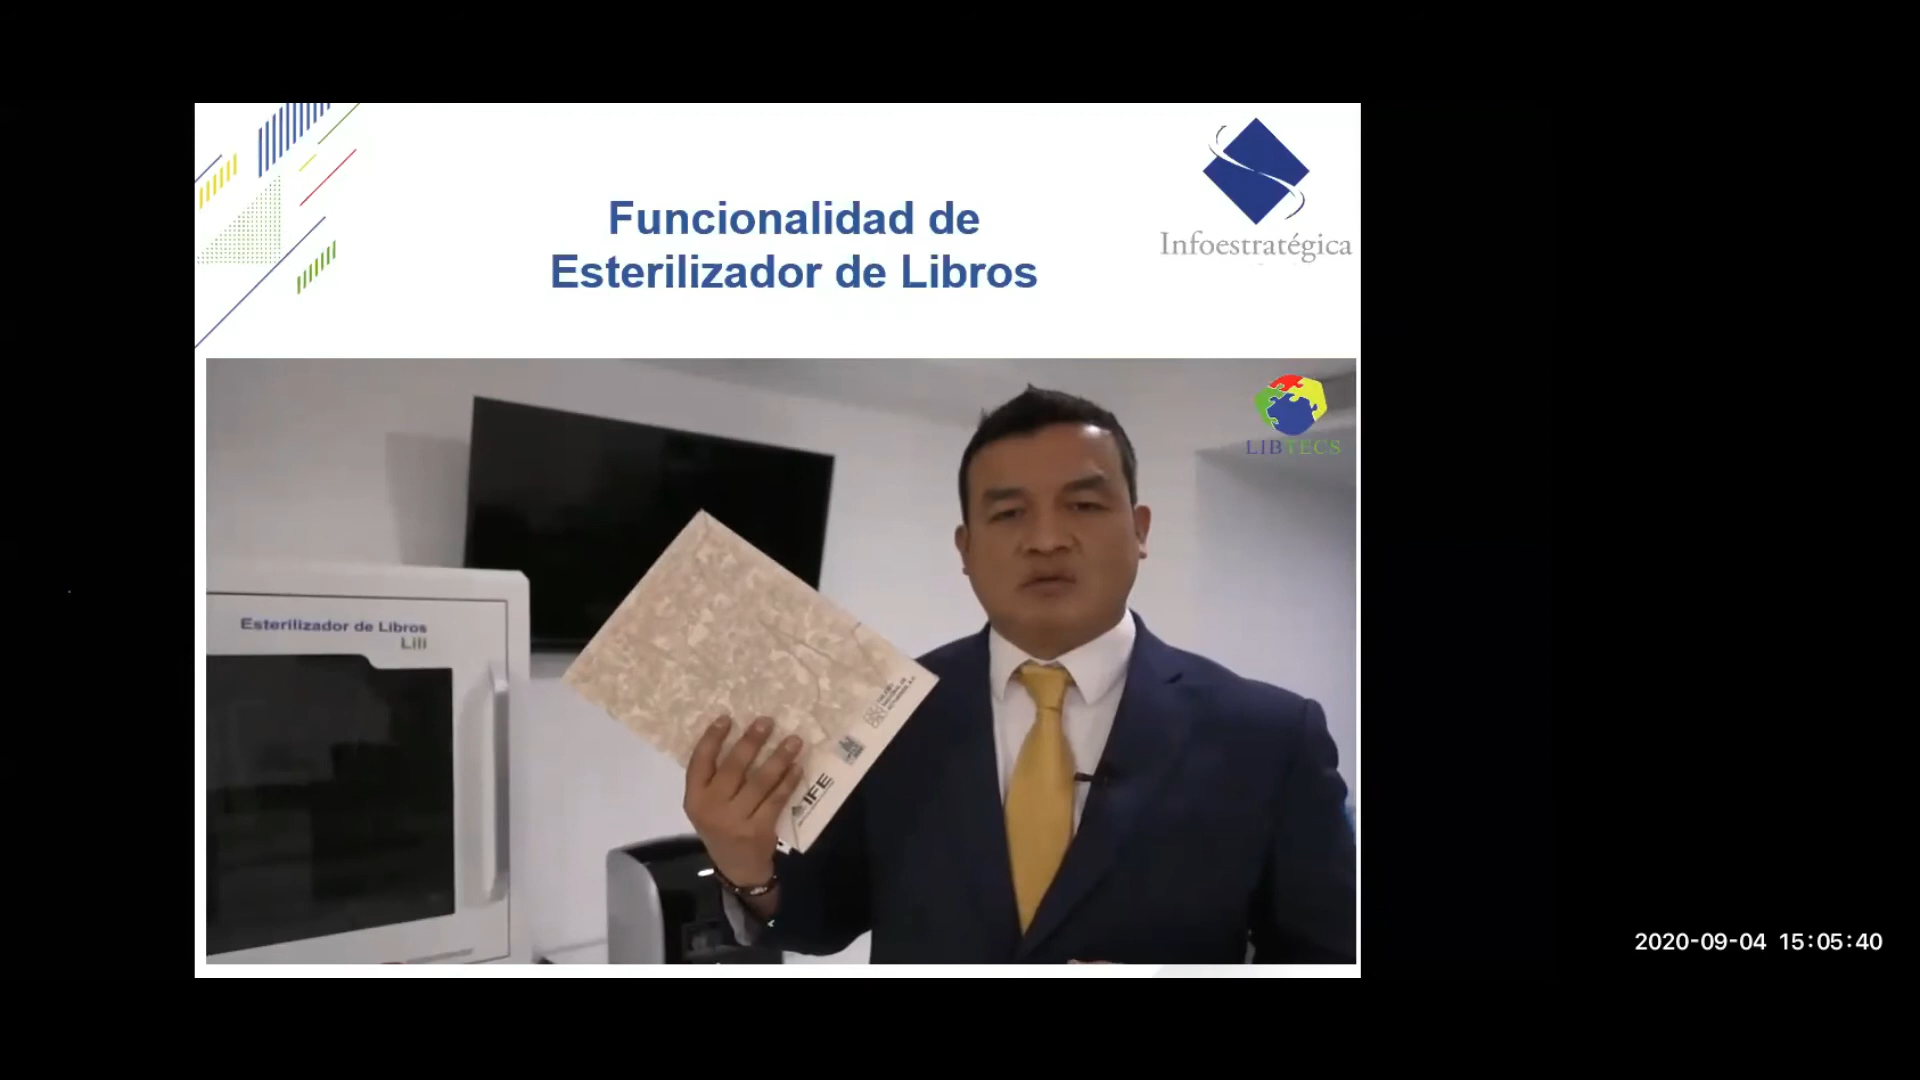 Funcionalidad de
Esterilizador de Libros
Infoestratégica
LIBTECS
Esterilizador de Libros
Lili
IFE
2020-09-04 15:05:40